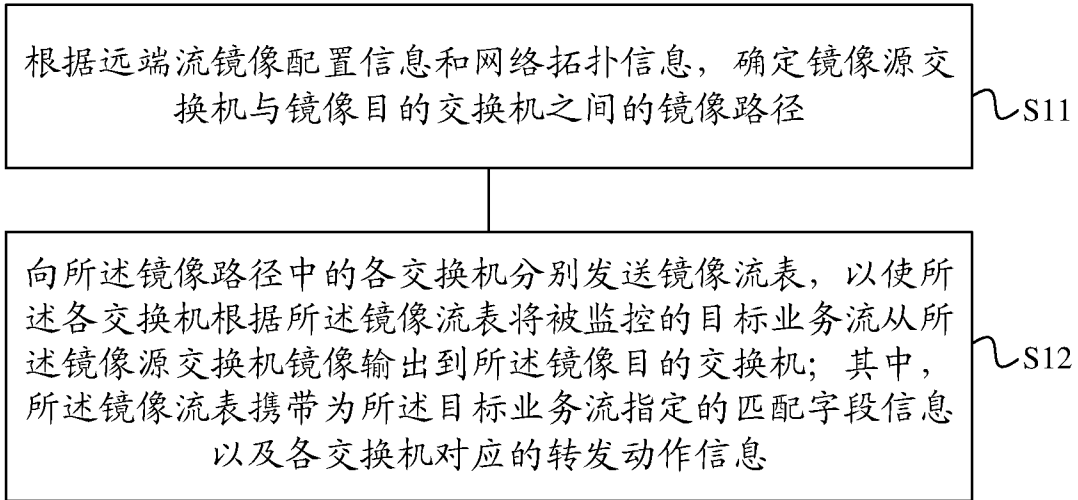 根据远端流镜像配置信息和网络拓扑信息，确定镜像源交
换机与镜像目的交换机之间的镜像路径
S11
向所述镜像路径中的各交换机分别发送镜像流表，以使所
述各交换机根据所述镜像流表将被监控的目标业务流从所
述镜像源交换机镜像输出到所述镜像目的交换机；其中，
所述镜像流表携带为所述目标业务流指定的匹配字段信息
以及各交换机对应的转发动作信息
S12